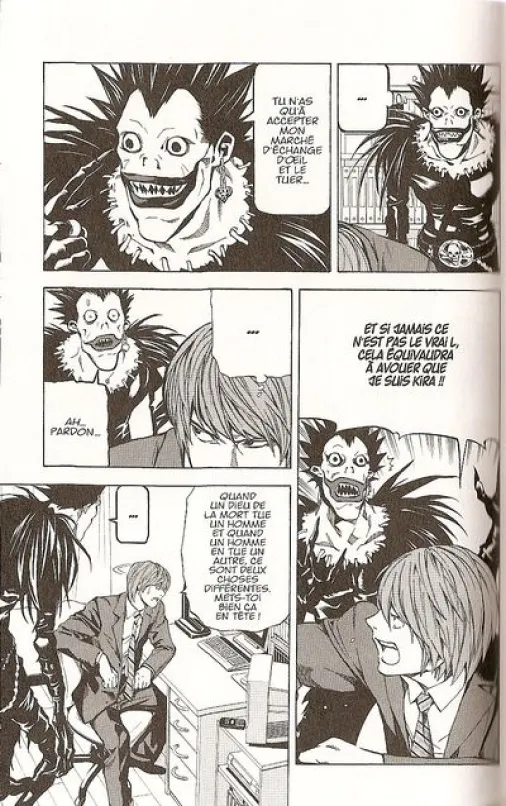 ...
TU N'AS
QU'À
ACCEPTER
MON
MARCHÉ
D'ÉCHANGE
D'ŒIL
ET LE
TUER...
ET SI JAMAIS CE
N'EST PAS LE VRAI L,
CELA ÉQUIVAUDRA
À AVOUER QUE
JE SUIS KIRA !!
...
AH...
PARDON...
QUAND
UN DIEU DE
LA MORT TUE
UN HOMME
ET QUAND
UN HOMME
EN TUE UN
AUTRE, CE
SONT DEUX
CHOSES
DIFFÉRENTES.
METS-TOI
BIEN ÇA
EN TÊTE !
...